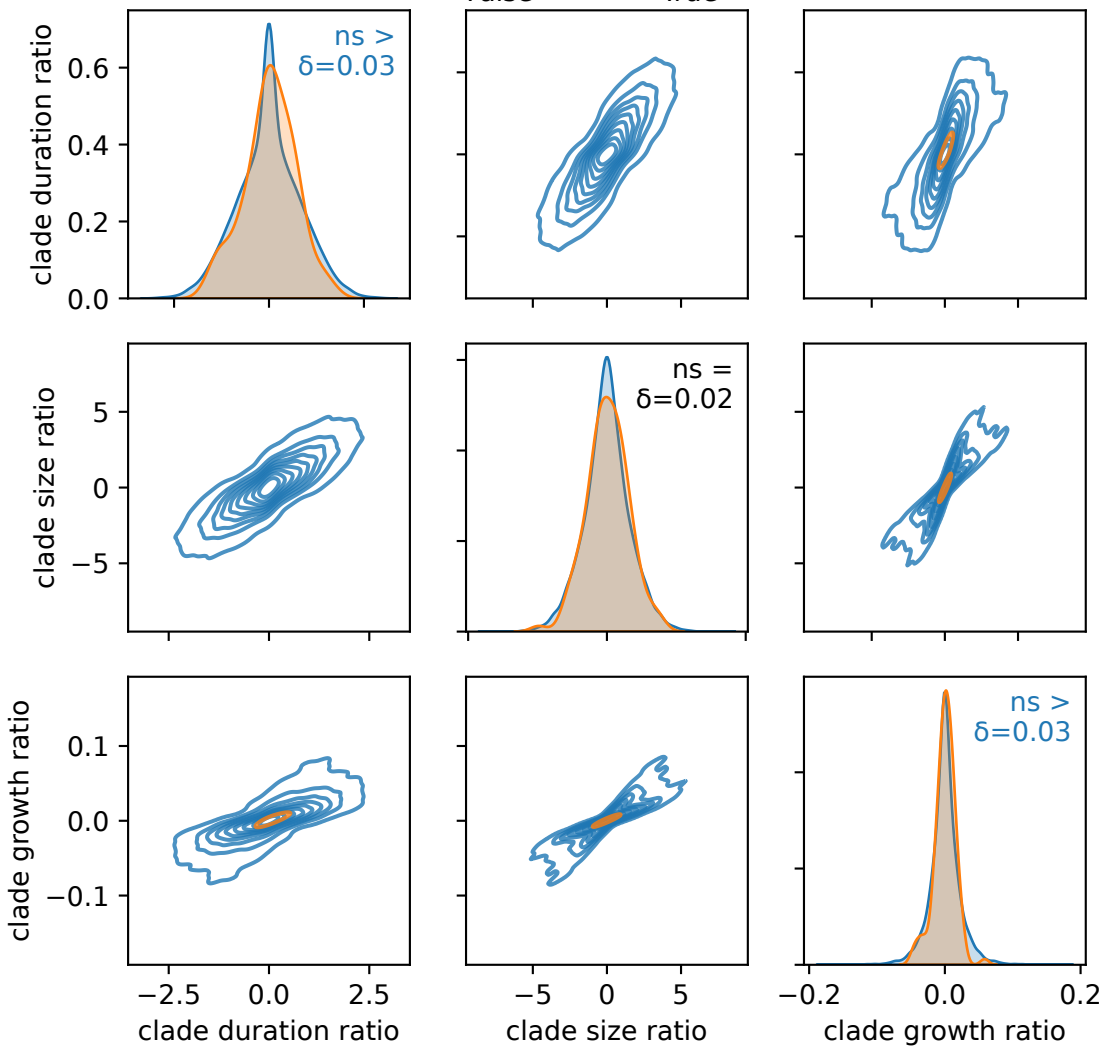 clade duration ratio
0.6
0.4
0.2
0.0
ns >
δ=0.03
clade size ratio
5
0
−5
ns =
δ=0.02
clade growth ratio
0.1
0.0
−0.1
ns >
δ=0.03
−2.5 0.0 2.5
−5 0 5
−0.2 0.0 0.2
clade duration ratio
clade size ratio
clade growth ratio